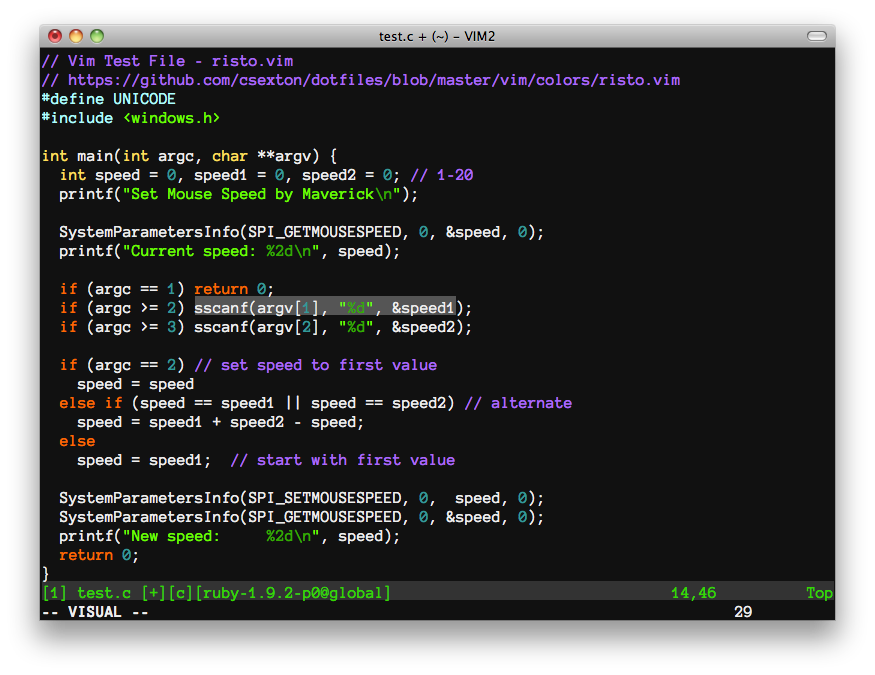 test.c + (~) – VIM2
// Vim Test File - risto.vim
// https://github.com/csexton/dotfiles/blob/master/vim/colors/risto.vim
#define UNICODE
#include <windows.h>

int main(int argc, char **argv) {
  int speed = 0, speed1 = 0, speed2 = 0; // 1-20
  printf("Set Mouse Speed by Maverick\n");

  SystemParametersInfo(SPI_GETMOUSESPEED, 0, &speed, 0);
  printf("Current speed: %2d\n", speed);

  if (argc == 1) return 0;
  if (argc >= 2) sscanf(argv[1], "%d", &speed1);
  if (argc >= 3) sscanf(argv[2], "%d", &speed2);

  if (argc == 2) // set speed to first value
    speed = speed
  else if (speed == speed1 || speed == speed2) // alternate
    speed = speed1 + speed2 - speed;
  else
    speed = speed1;  // start with first value

  SystemParametersInfo(SPI_SETMOUSESPEED, 0,  speed, 0);
  SystemParametersInfo(SPI_GETMOUSESPEED, 0, &speed, 0);
  printf("New speed:     %2d\n", speed);
  return 0;
}
[1] test.c [+][c][ruby-1.9.2-p0@global] 14,46 Top
-- VISUAL -- 29